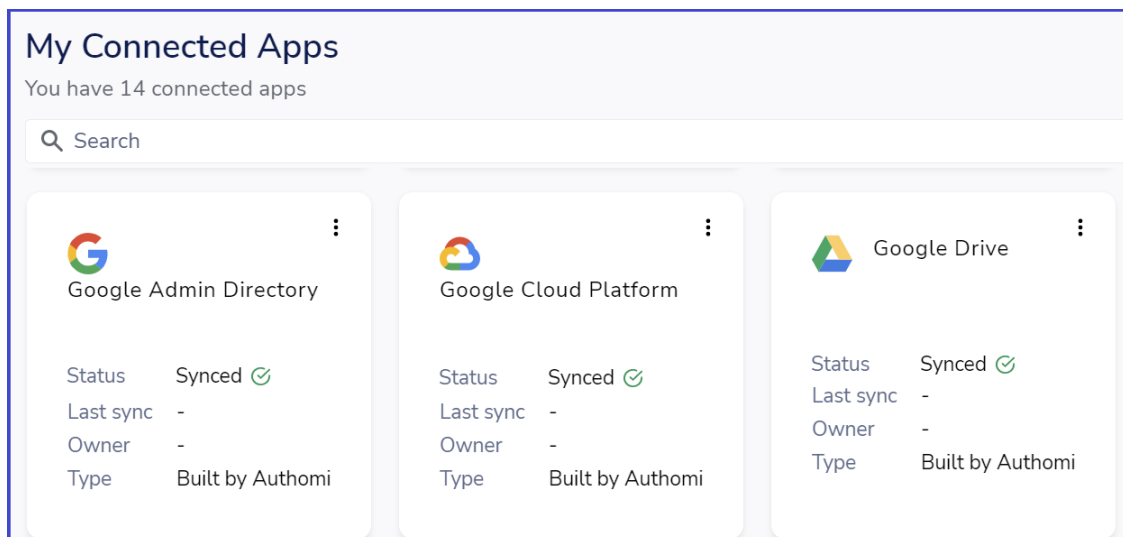 My Connected Apps
You have 14 connected apps
Search
Google Admin Directory
Status Synced
Last sync -
Owner -
Type Built by Authomi
Google Cloud Platform
Status Synced
Last sync -
Owner -
Type Built by Authomi
Google Drive
Status Synced
Last sync -
Owner -
Type Built by Authomi